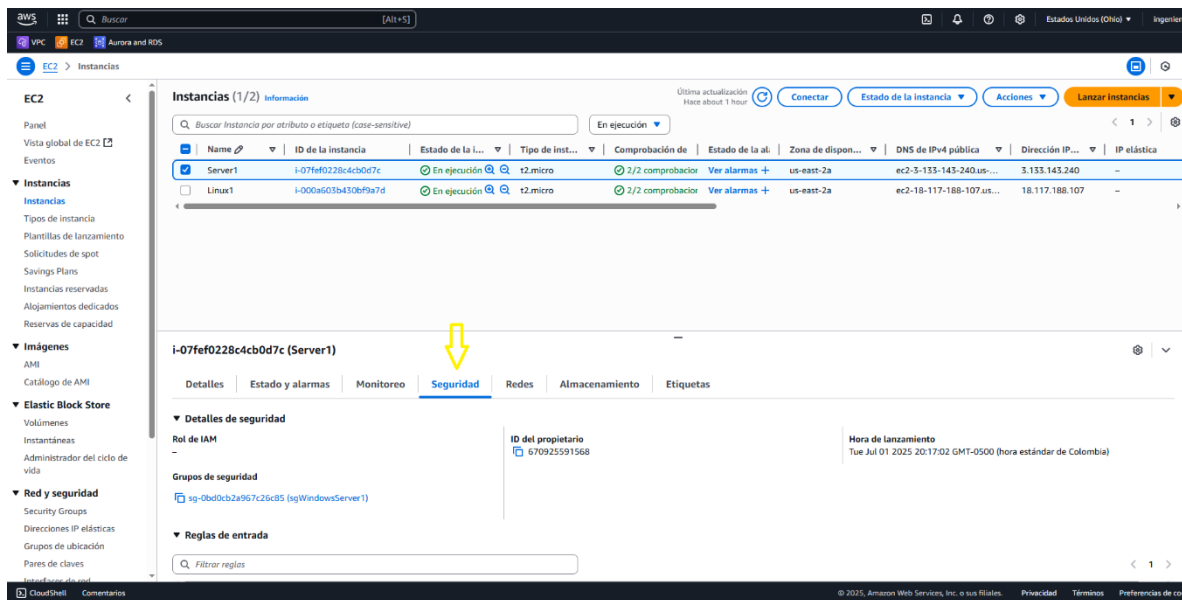 aws Buscar [Alt+S] Estados Unidos (Ohio) ingenier
VPC EC2 Aurora and RDS
EC2 > Instancias
EC2
Panel
Vista global de EC2
Eventos
Instancias
Instancias
Tipos de instancia
Plantillas de lanzamiento
Solicitudes de spot
Savings Plans
Instancias reservadas
Alojamientos dedicados
Reservas de capacidad
Imágenes
AMI
Catálogo de AMI
Elastic Block Store
Volúmenes
Instantáneas
Administrador del ciclo de
vida
Red y seguridad
Security Groups
Direcciones IP elásticas
Grupos de ubicación
Pares de claves
Interfaces de red
Instancias (1/2) Información
Última actualización
Hace about 1 hour
Conectar Estado de la instancia Acciones Lanzar instancias
Buscar Instancia por atributo o etiqueta (case-sensitive) En ejecución 1
Name ID de la instancia Estado de la i... Tipo de inst... Comprobación de Estado de la al Zona de dispon... DNS de IPv4 pública Dirección IP... IP elástica
Server1 i-07fef0228c4cb0d7c En ejecución t2.micro 2/2 comprobacior Ver alarmas + us-east-2a ec2-3-133-143-240.us-... 3.133.143.240 –
Linux1 i-000a603b430bf9a7d En ejecución t2.micro 2/2 comprobacior Ver alarmas + us-east-2a ec2-18-117-188-107.us... 18.117.188.107 –
i-07fef0228c4cb0d7c (Server1)
Detalles Estado y alarmas Monitoreo Seguridad Redes Almacenamiento Etiquetas
Detalles de seguridad
Rol de IAM
–
ID del propietario
670925591568
Hora de lanzamiento
Tue Jul 01 2025 20:17:02 GMT-0500 (hora estándar de Colombia)
Grupos de seguridad
sg-0bd0cb2a967c26c85 (sgWindowsServer1)
Reglas de entrada
Filtrar reglas 1
CloudShell Comentarios © 2025, Amazon Web Services, Inc. o sus filiales. Privacidad Términos Preferencias de co